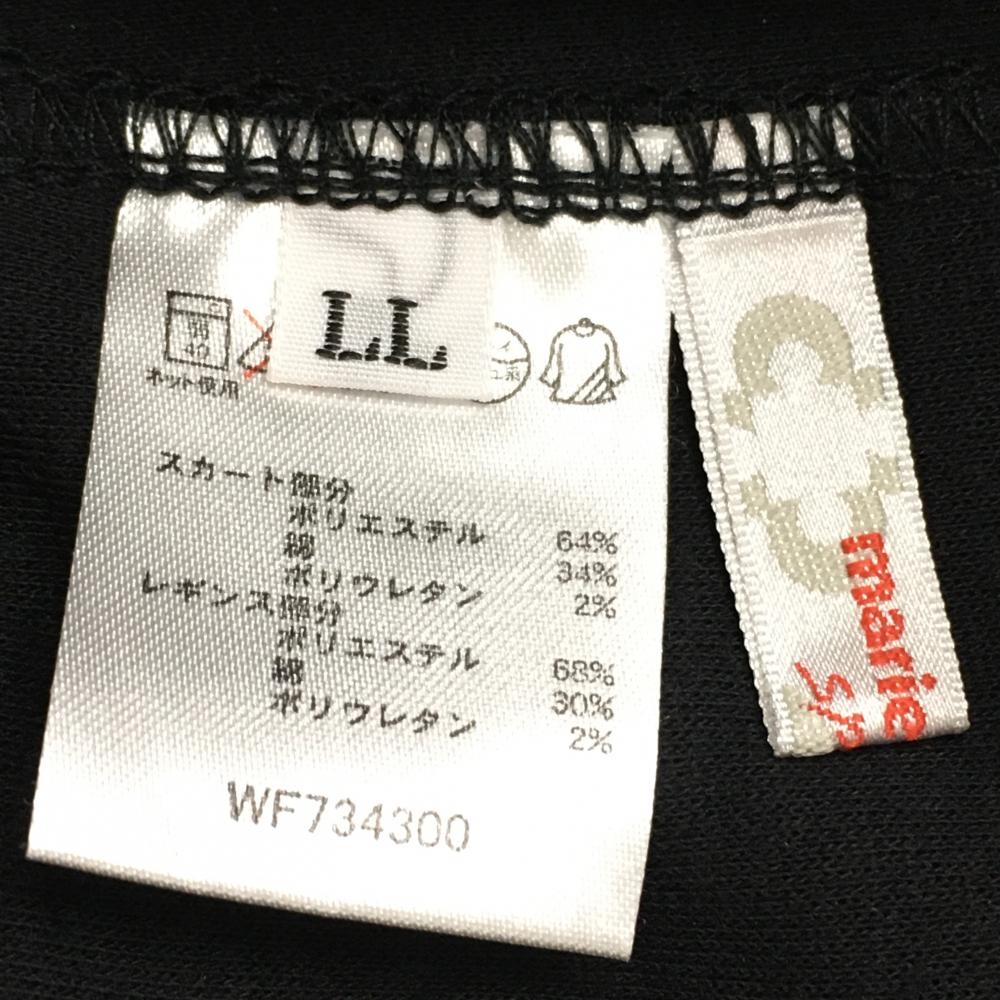 LL
40
ネット使用
スカート部分
ポリエステル 64%
綿 34%
ポリウレタン 2%
レギンス部分
ポリエステル 68%
綿 30%
ポリウレタン 2%
WF734300
marie